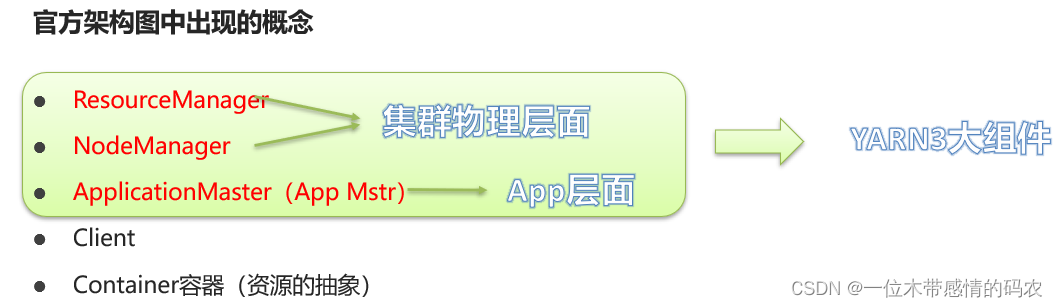 官方架构图中出现的概念
● ResourceManager
● NodeManager
集群物理层面
● ApplicationMaster（App Mstr）
App层面
YARN3大组件
● Client
● Container容器（资源的抽象）
CSDN @一位木带感情的码农